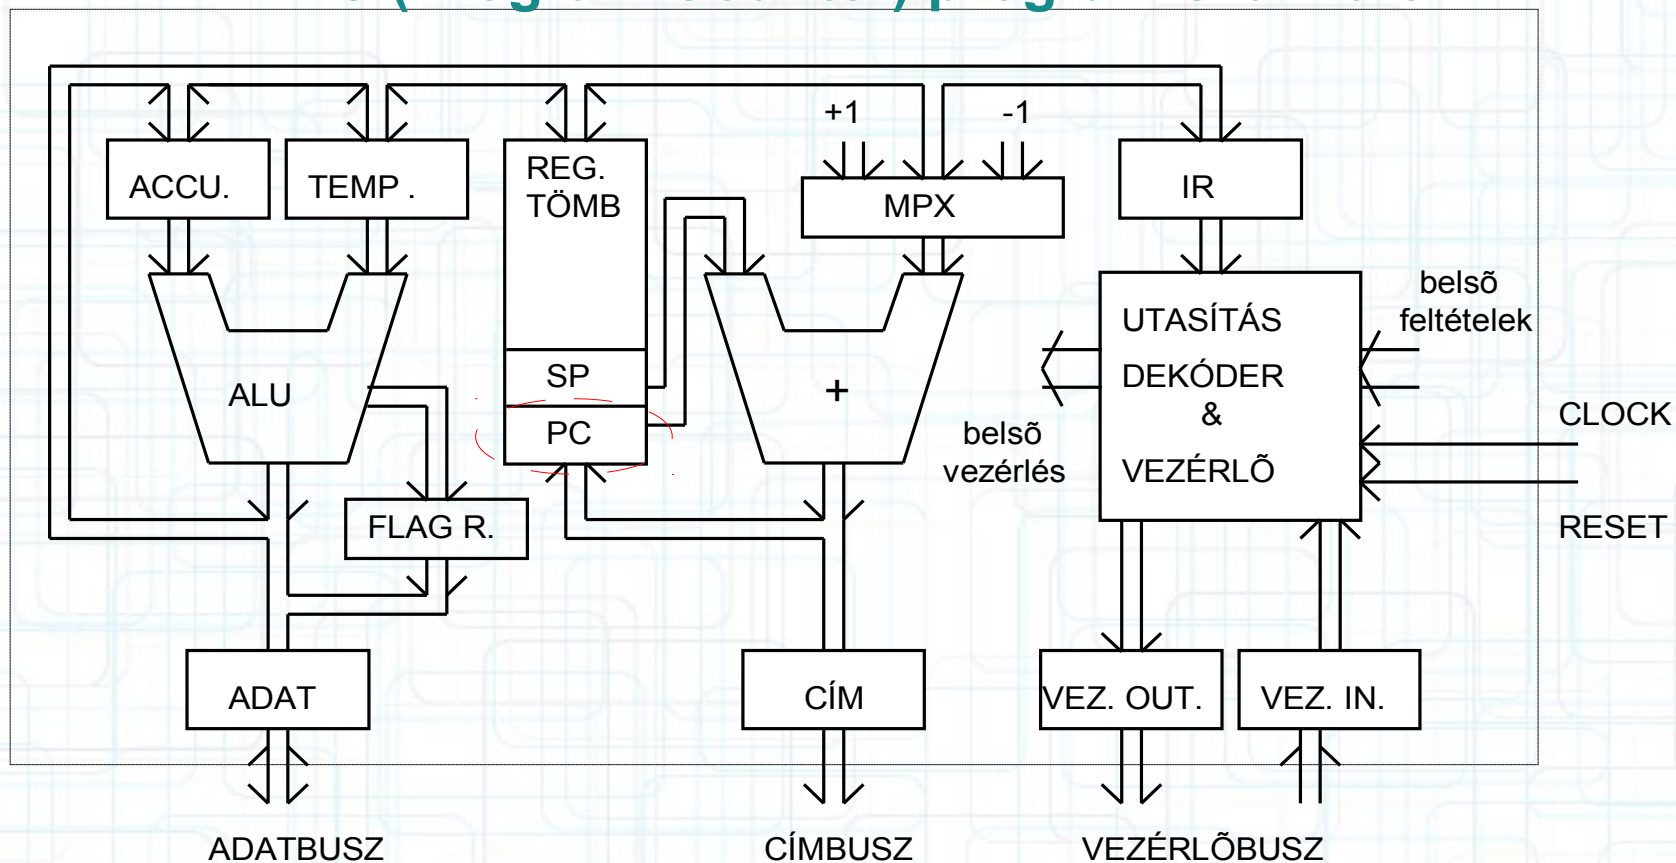 +1
-1
ACCU.
TEMP .
REG.
TÖMB
MPX
IR
ALU
SP
PC
+
UTASÍTÁS
DEKÓDER
&
VEZÉRLÕ
belsõ
feltételek
belsõ
vezérlés
CLOCK
RESET
FLAG R.
ADAT
CÍM
VEZ. OUT.
VEZ. IN.
ADATBUSZ
CÍMBUSZ
VEZÉRLÕBUSZ